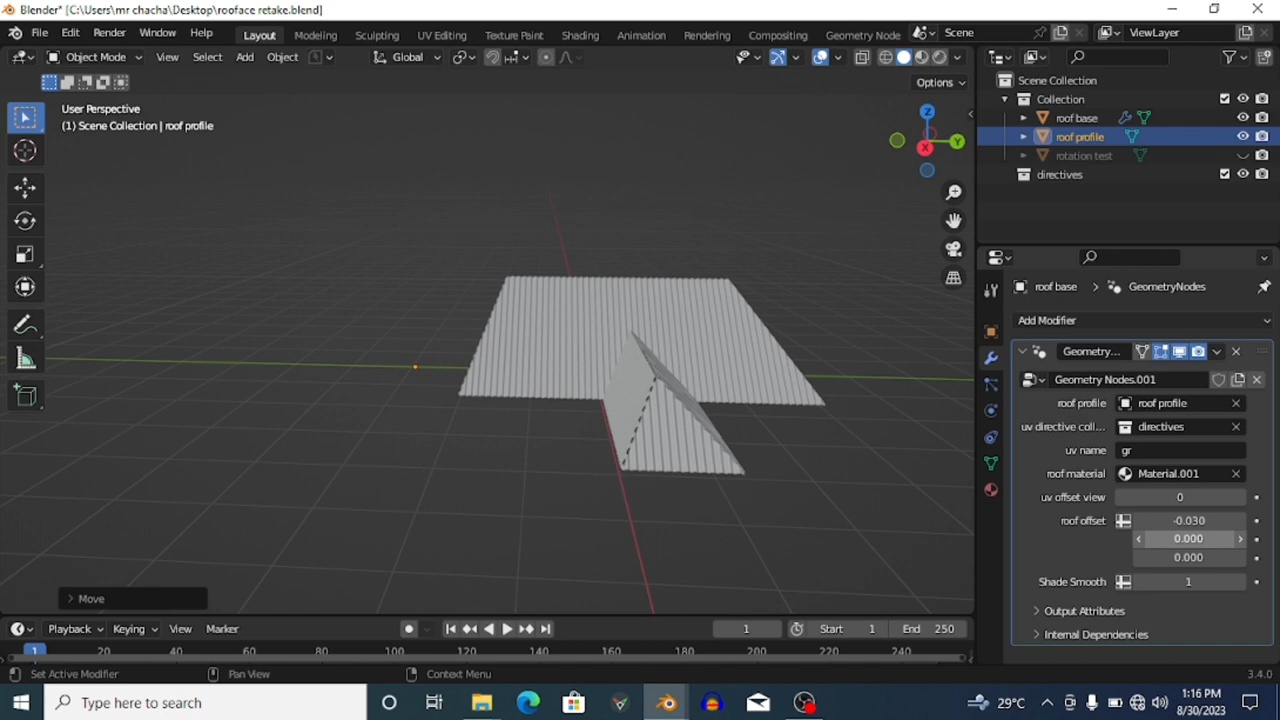 Blender* [C:\Users\mr chacha\Desktop\rooface retake.blend]
File Edit Render Window Help Layout Modeling Sculpting UV Editing Texture Paint Shading Animation Rendering Compositing Geometry Node Scene ViewLayer
Object Mode View Select Add Object Global
Options
User Perspective
(1) Scene Collection | roof profile
Z
Y
X
Scene Collection
Collection
roof base
roof profile
rotation test
directives
roof base > GeometryNodes
Add Modifier
Geometry...
Geometry Nodes.001
roof profile roof profile
uv directive coll... directives
uv name gr
roof material Material.001
uv offset view 0
roof offset -0.030
0.000
0.000
Shade Smooth 1
Output Attributes
Internal Dependencies
Move
Playback Keying View Marker 1 Start 1 End 250
1 20 40 60 80 100 120 140 160 180 200 220 240
Set Active Modifier Pan View Context Menu 3.4.0
Type here to search 29°C 1:16 PM
8/30/2023